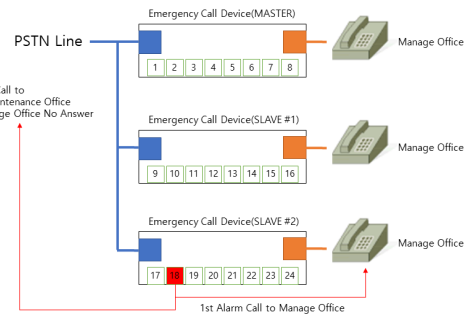 Emergency Call Device(MASTER)
PSTN Line
Manage Office
1 2 3 4 5 6 7 8
Call to
ntenance Office
ge Office No Answer
Emergency Call Device(SLAVE #1)
Manage Office
9 10 11 12 13 14 15 16
Emergency Call Device(SLAVE #2)
Manage Office
17 18 19 20 21 22 23 24
1st Alarm Call to Manage Office